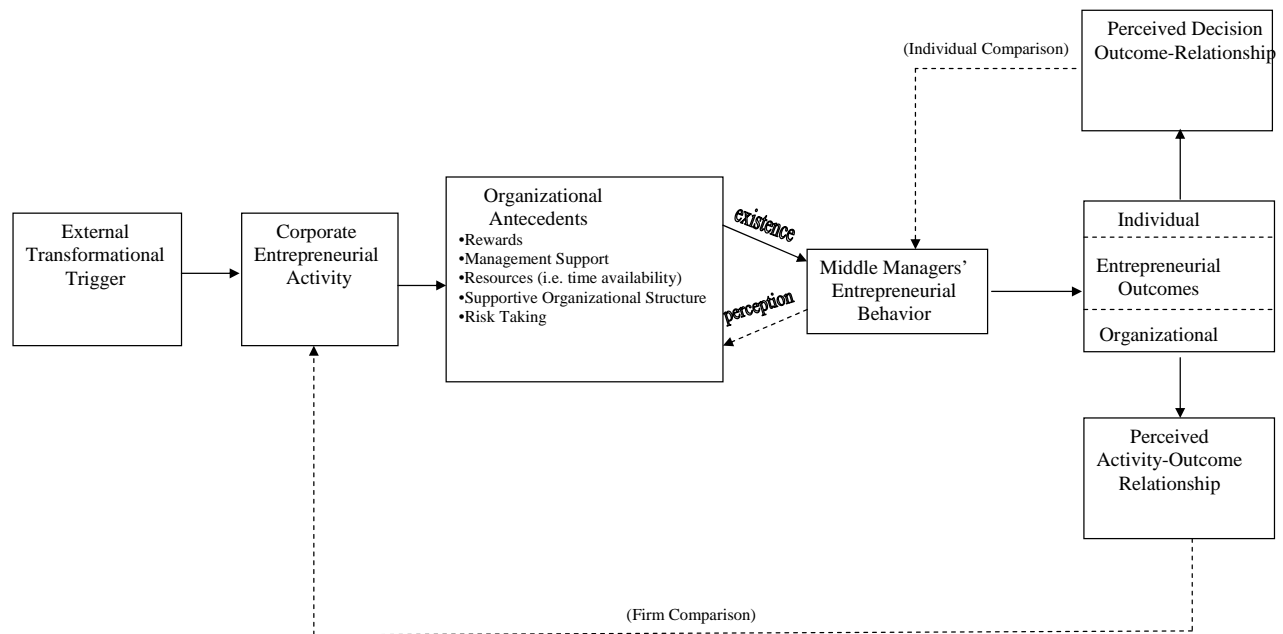 External
Transformational
Trigger
Corporate
Entrepreneurial
Activity
Organizational
Antecedents
•Rewards
•Management Support
•Resources (i.e. time availability)
•Supportive Organizational Structure
•Risk Taking
existence
perception
Middle Managers’
Entrepreneurial
Behavior
(Individual Comparison)
Perceived Decision
Outcome-Relationship
Individual
Entrepreneurial
Outcomes
Organizational
Perceived
Activity-Outcome
Relationship
(Firm Comparison)